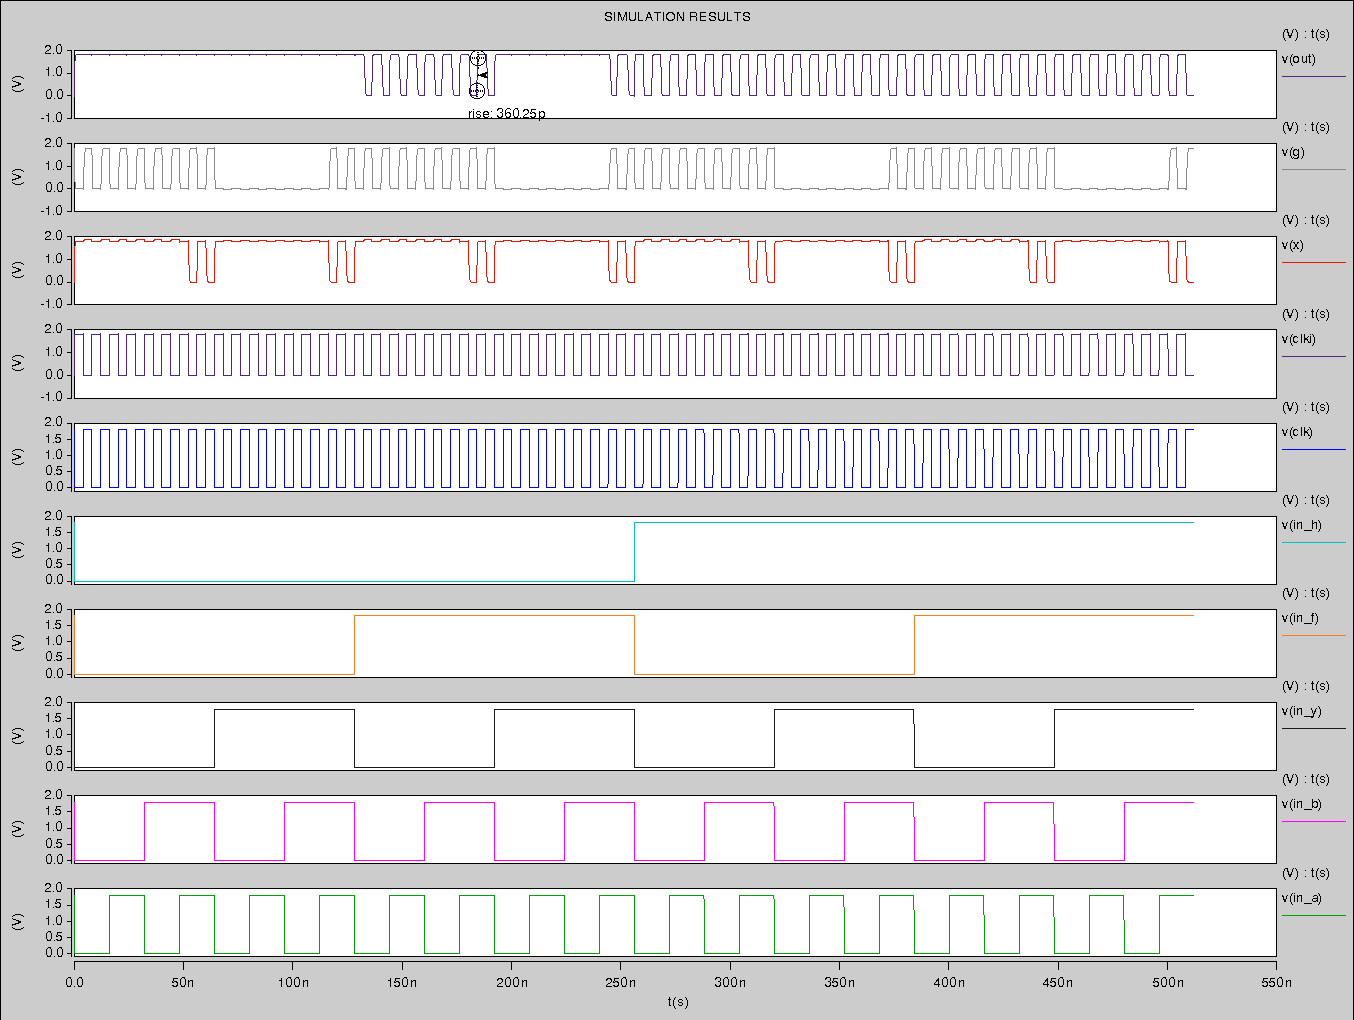 SIMULATION RESULTS
(V) : t(s)
2.0
v(out)
1.0
(V)
0.0
-1.0
rise: 360.25p
(V) : t(s)
2.0
v(g)
1.0
(V)
0.0
-1.0
(V) : t(s)
2.0
v(x)
1.0
(V)
0.0
-1.0
(V) : t(s)
2.0
v(clki)
1.0
(V)
0.0
-1.0
(V) : t(s)
2.0
v(clk)
1.5
1.0
(V)
0.5
0.0
(V) : t(s)
2.0
v(in_h)
1.5
1.0
(V)
0.5
0.0
(V) : t(s)
2.0
v(in_f)
1.5
1.0
(V)
0.5
0.0
(V) : t(s)
2.0
v(in_y)
1.5
1.0
(V)
0.5
0.0
(V) : t(s)
2.0
v(in_b)
1.5
1.0
(V)
0.5
0.0
(V) : t(s)
2.0
v(in_a)
1.5
1.0
(V)
0.5
0.0
0.0 50n 100n 150n 200n 250n 300n 350n 400n 450n 500n 550n
t(s)